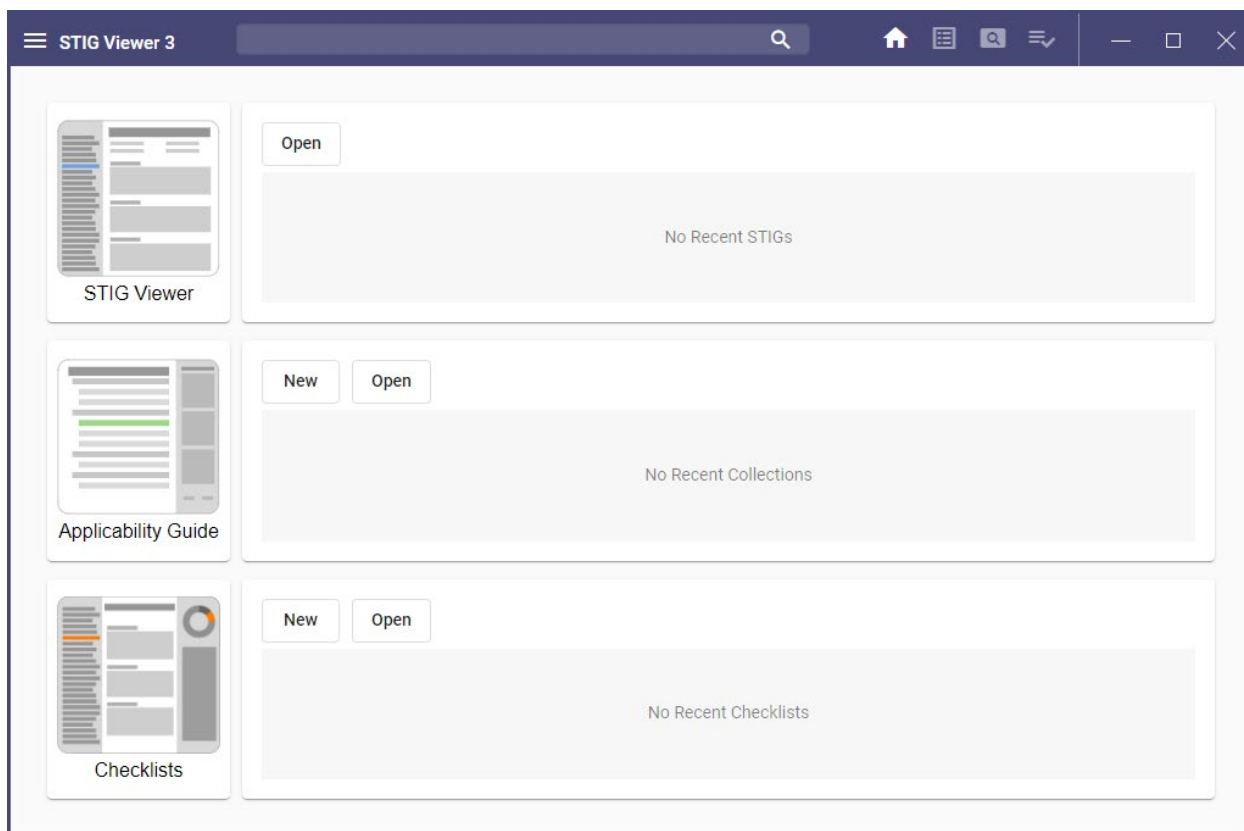 STIG Viewer 3
Open
No Recent STIGs
STIG Viewer
New Open
No Recent Collections
Applicability Guide
New Open
No Recent Checklists
Checklists